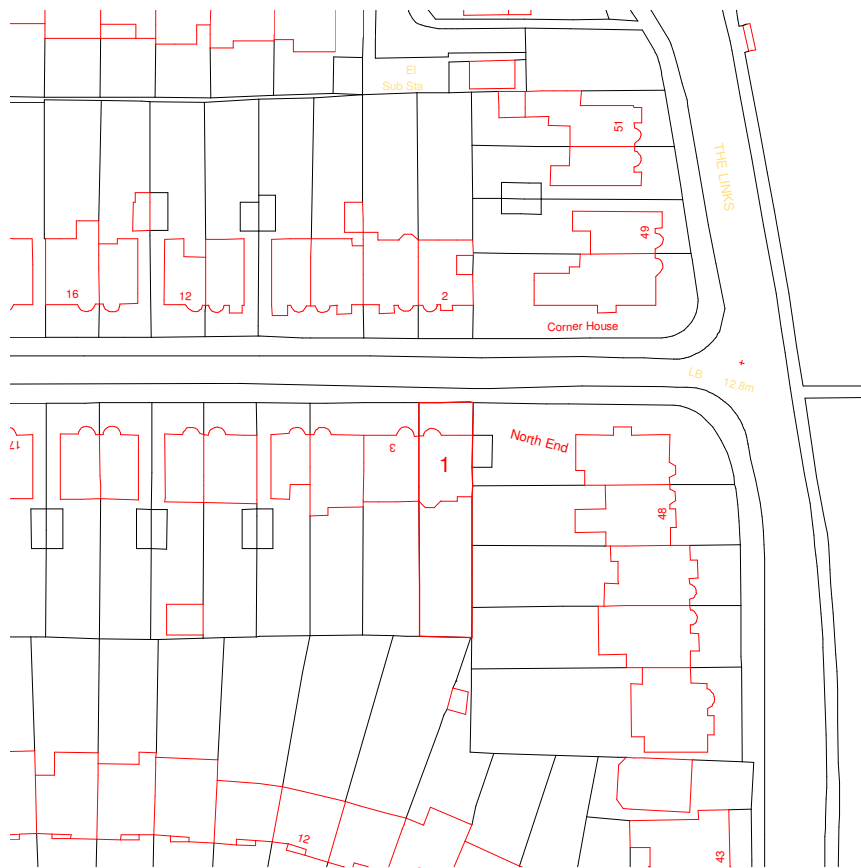 El
Sub Sta
51
THE LINKS
49
16
12
2
Corner House
LB
12.8m
17
3
1
North End
48
12
43